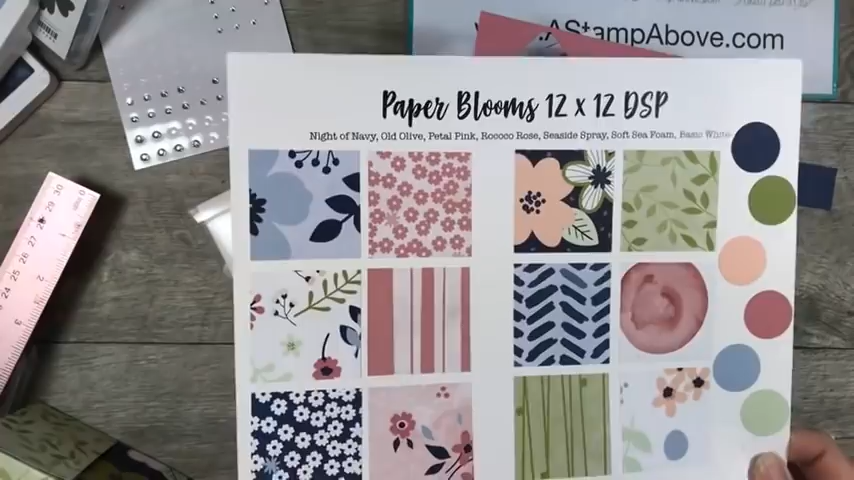 AStampAbove.com
Paper Blooms 12 x 12 DSP
Night of Navy, Old Olive, Petal Pink, Rococo Rose, Seaside Spray, Soft Sea Foam, Basic White